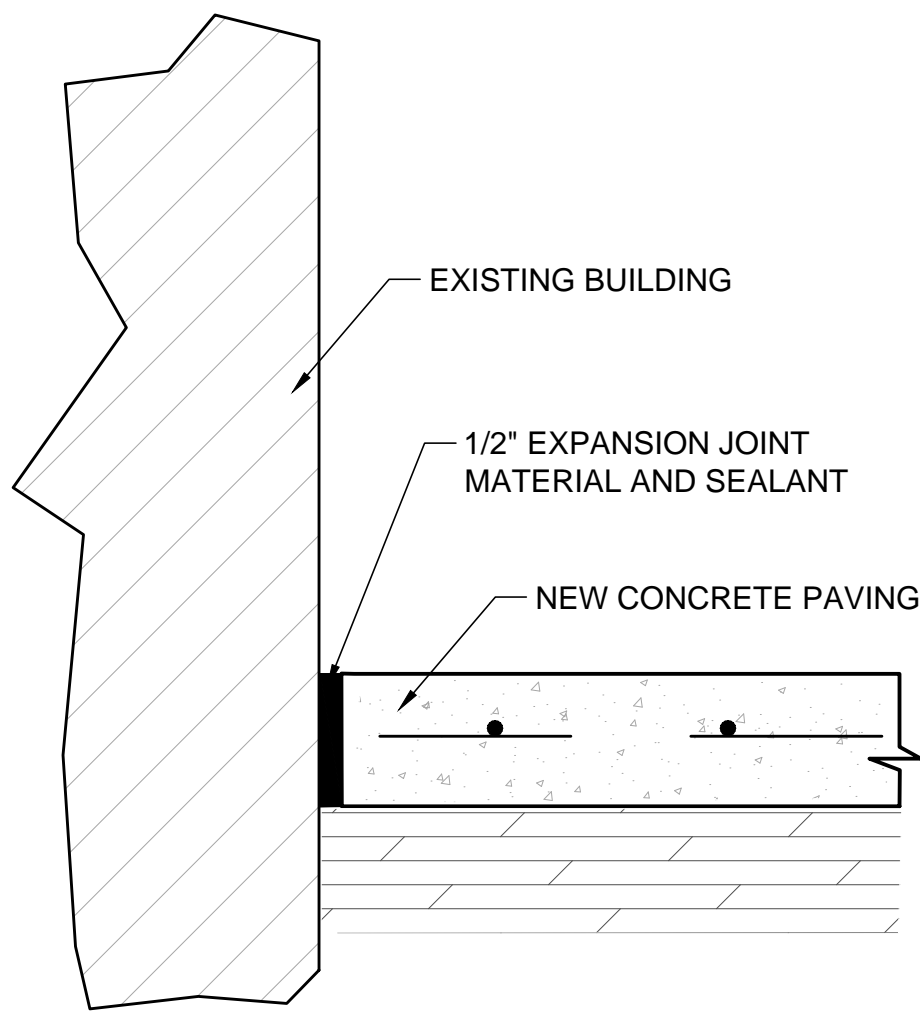 EXISTING BUILDING
1/2" EXPANSION JOINT
MATERIAL AND SEALANT
NEW CONCRETE PAVING